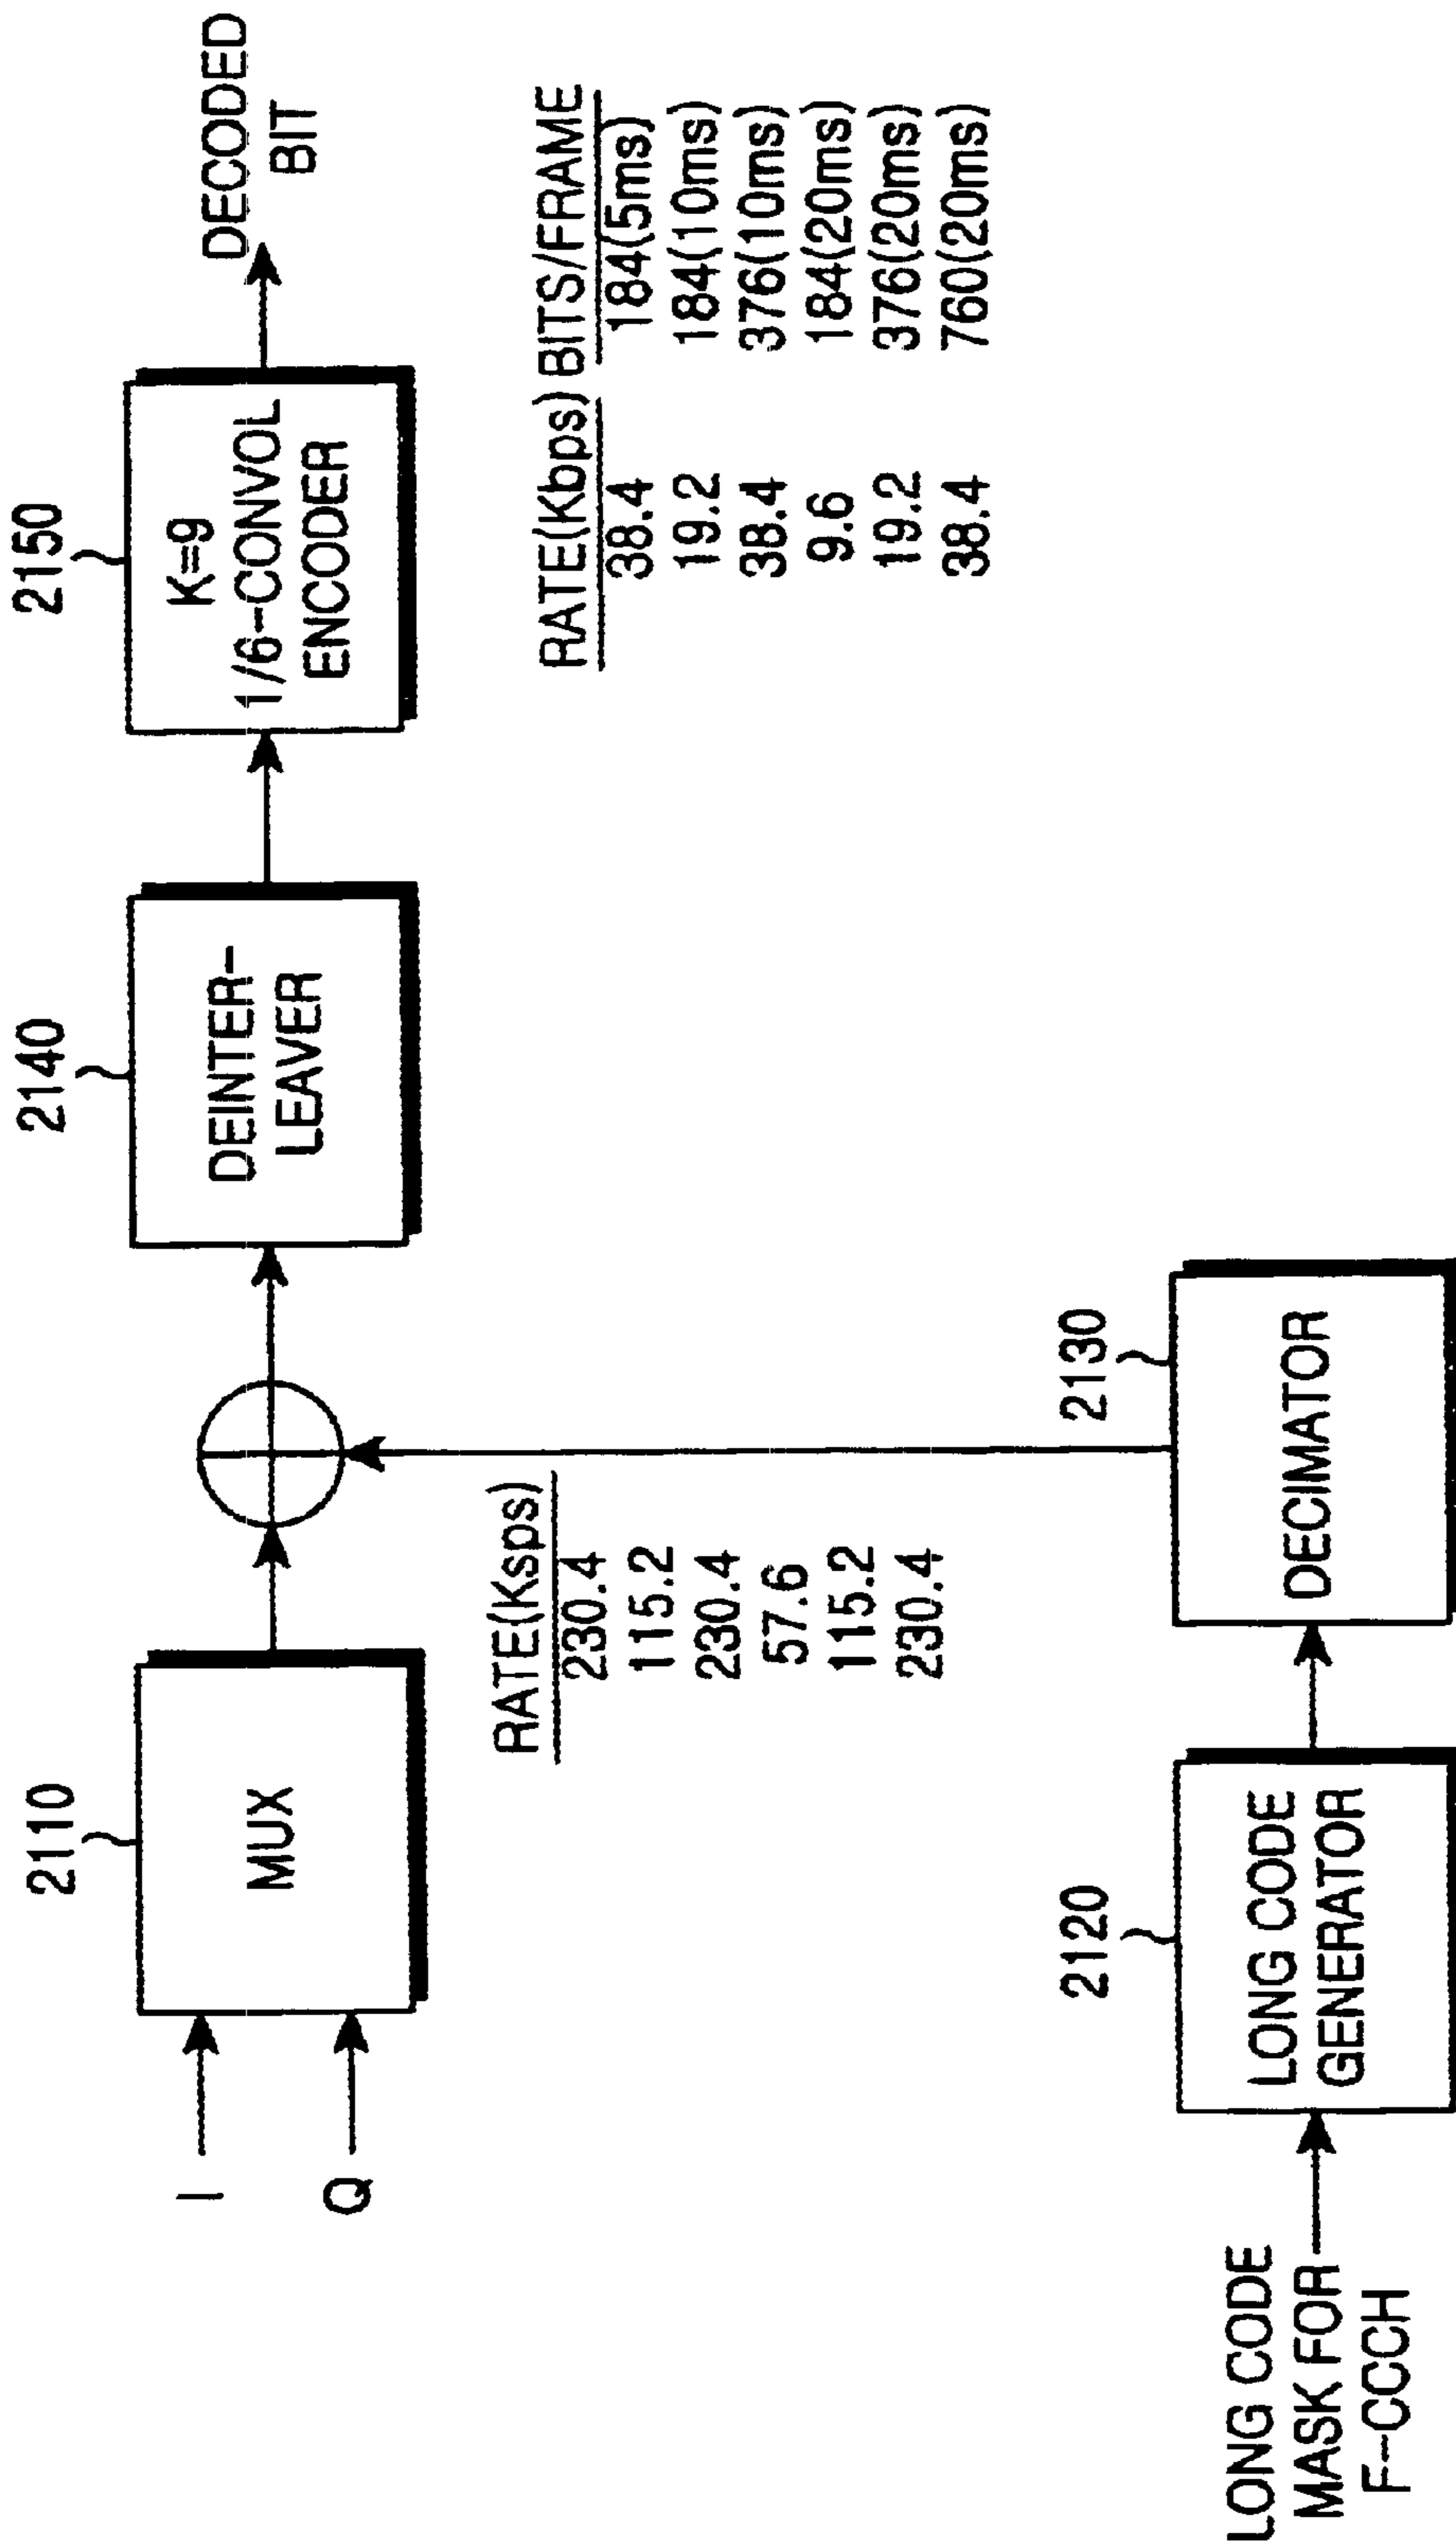 I
Q
2110
MUX
RATE(Ksps)
230.4
115.2
230.4
57.6
115.2
230.4
2140
DEINTER-
LEAVER
2150
K=9
1/6-CONVOL
ENCODER
DECODED
BIT
RATE(Kbps) BITS/FRAME
38.4 184(5ms)
19.2 184(10ms)
38.4 376(10ms)
9.6 184(20ms)
19.2 376(20ms)
38.4 760(20ms)
LONG CODE
MASK FOR
F-CCCH
2120
LONG CODE
GENERATOR
2130
DECIMATOR